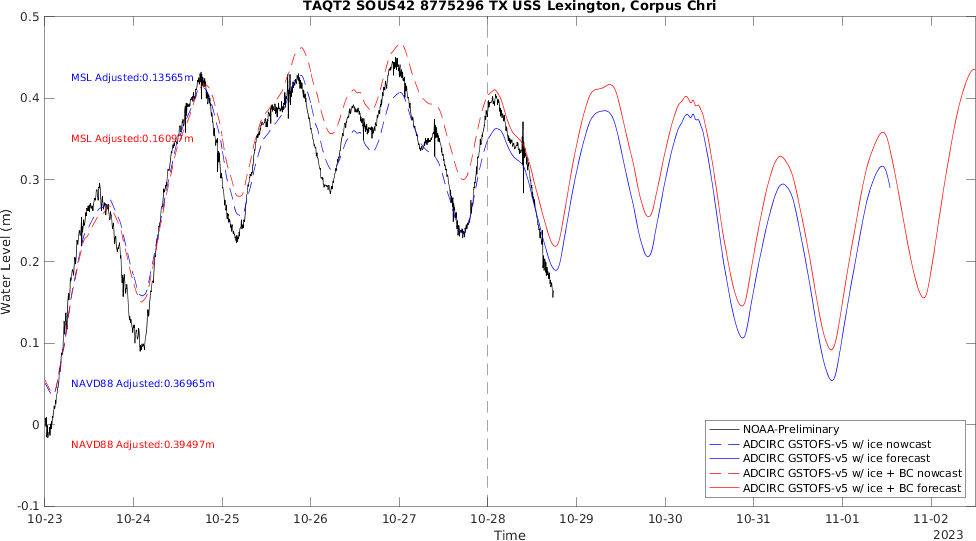 TAQT2 SOUS42 8775296 TX USS Lexington, Corpus Chri
0.5
0.4
0.3
0.2
0.1
0
-0.1
Water Level (m)
MSL Adjusted:0.13565m
MSL Adjusted:0.16097m
NAVD88 Adjusted:0.36965m
NAVD88 Adjusted:0.39497m
NOAA-Preliminary
ADCIRC GSTOFS-v5 w/ ice nowcast
ADCIRC GSTOFS-v5 w/ ice forecast
ADCIRC GSTOFS-v5 w/ ice + BC nowcast
ADCIRC GSTOFS-v5 w/ ice + BC forecast
10-23 10-24 10-25 10-26 10-27 10-28 10-29 10-30 10-31 11-01 11-02
Time
2023